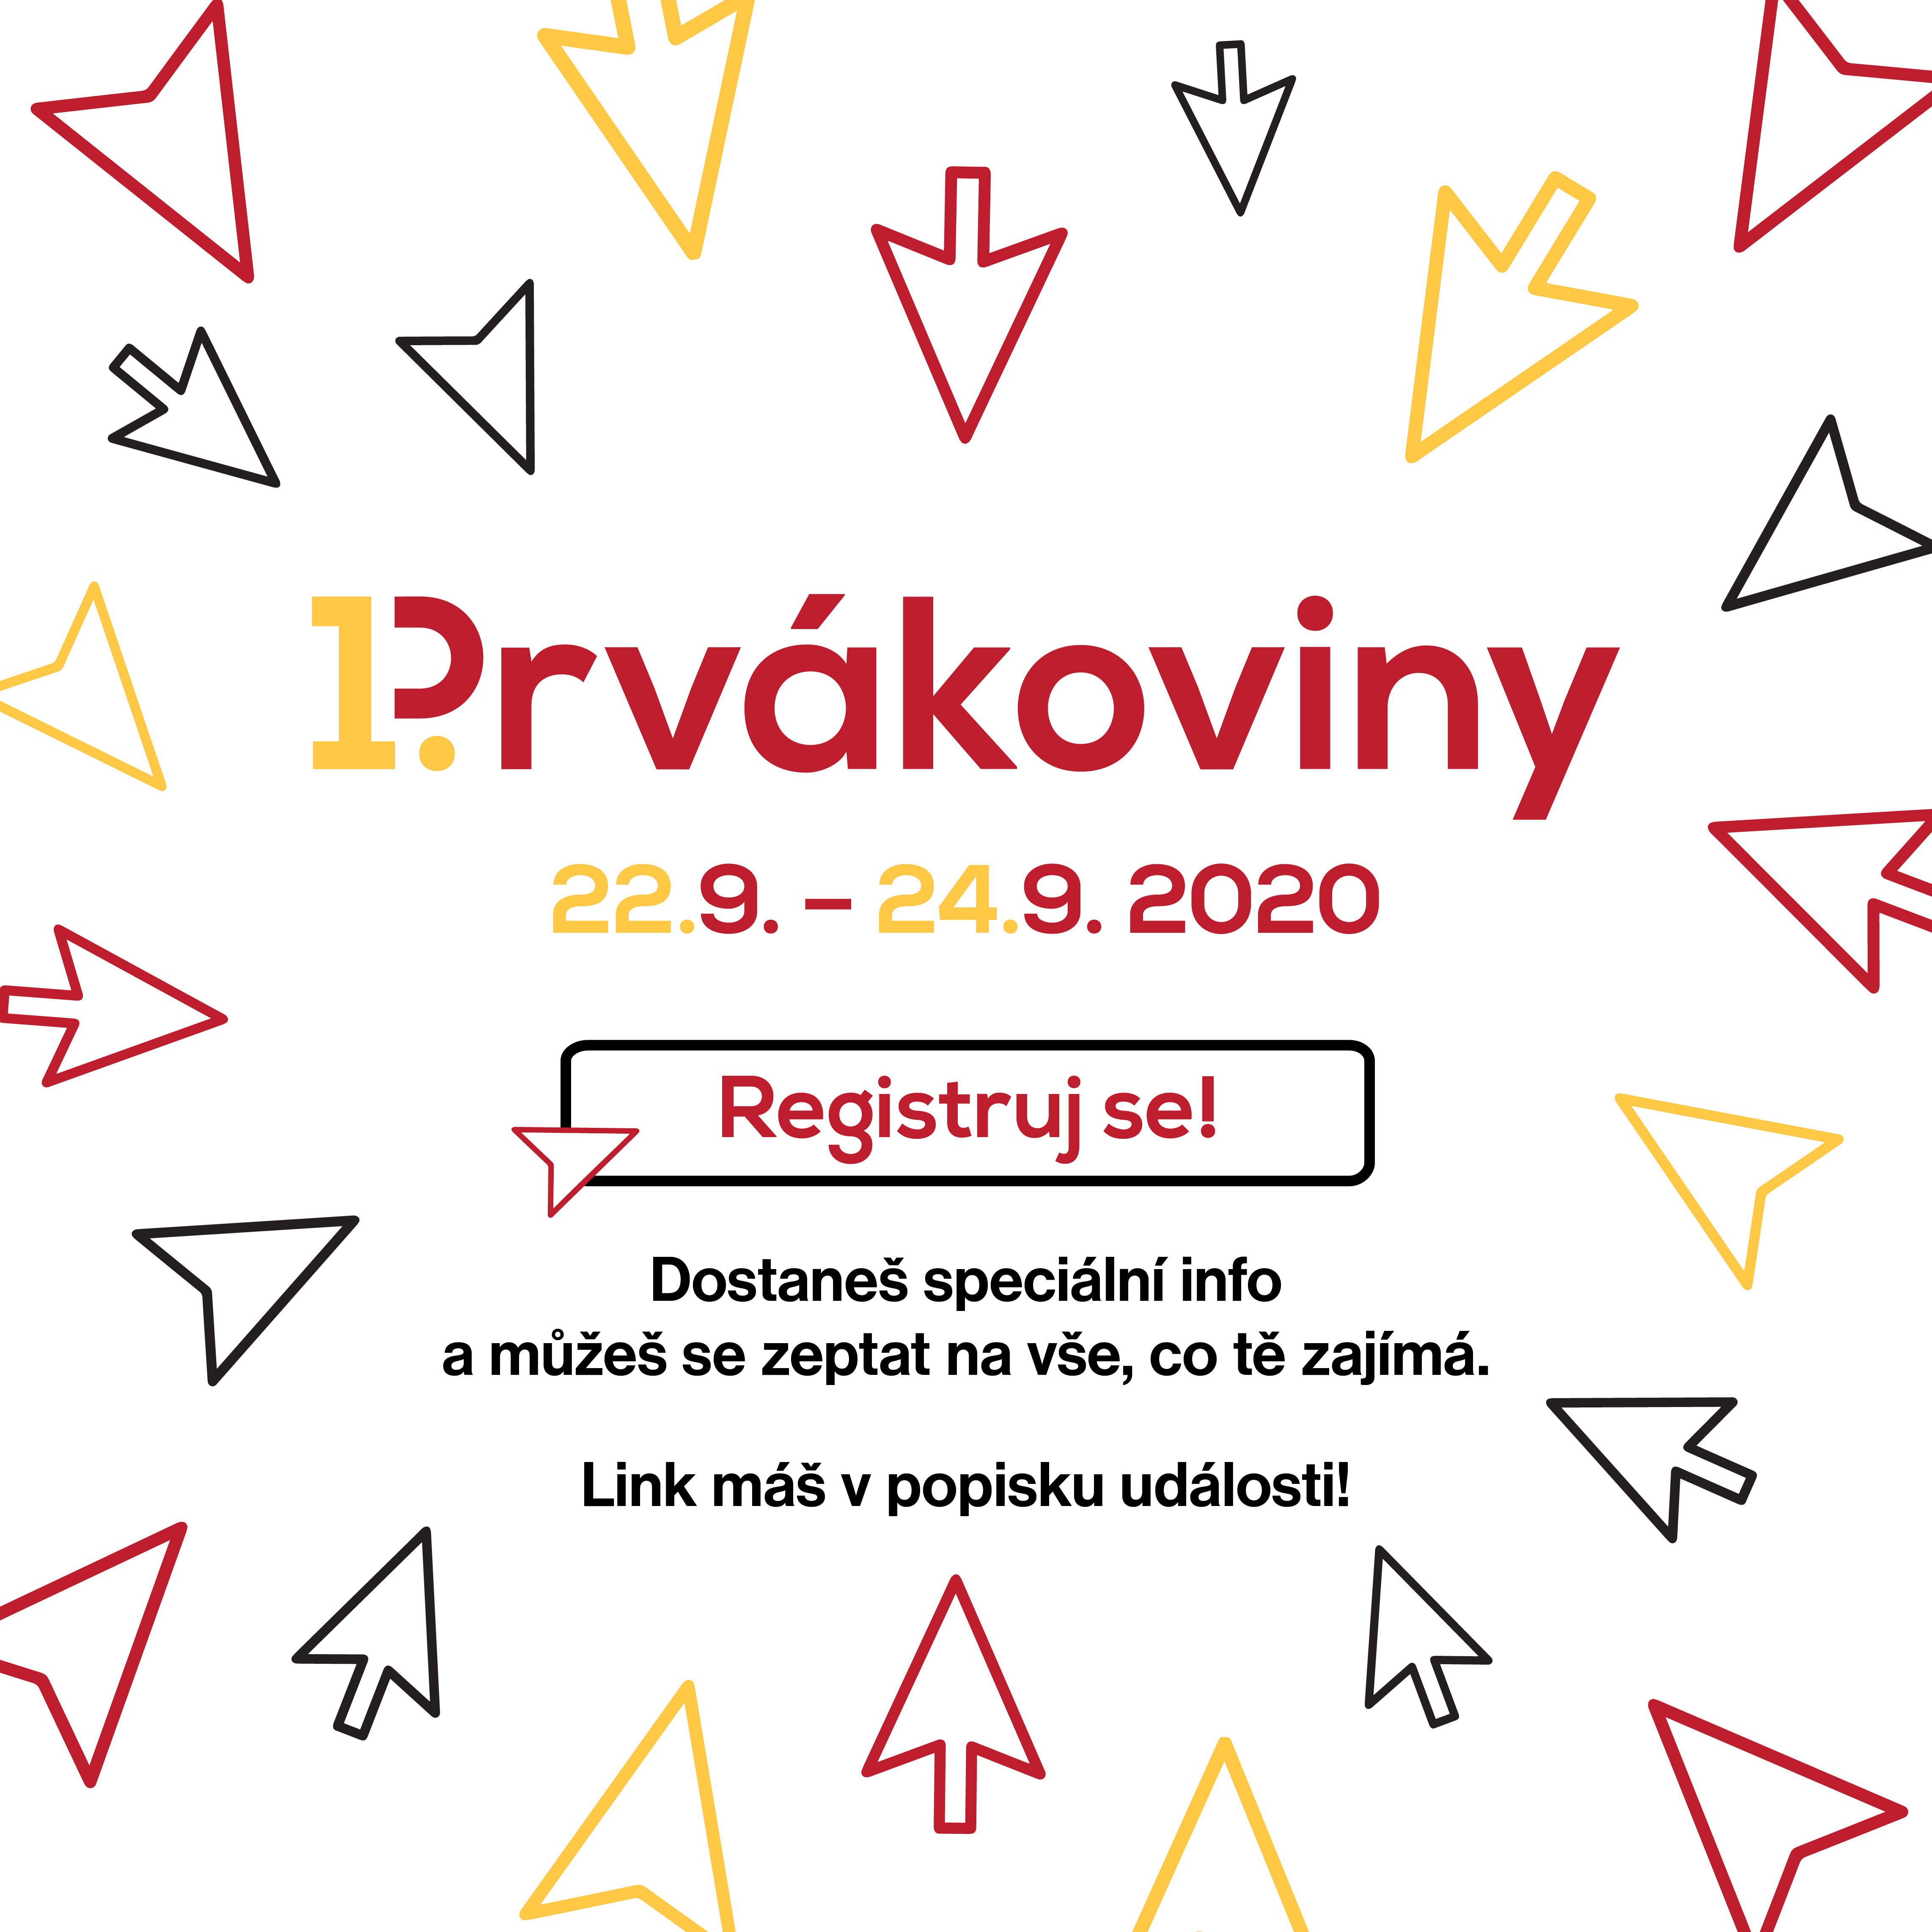 1.Prvákoviny
22.9. – 24.9. 2020
Registruj se!
Dostaneš speciální info
a můžeš se zeptat na vše, co tě zajímá.
Link máš v popisku události!